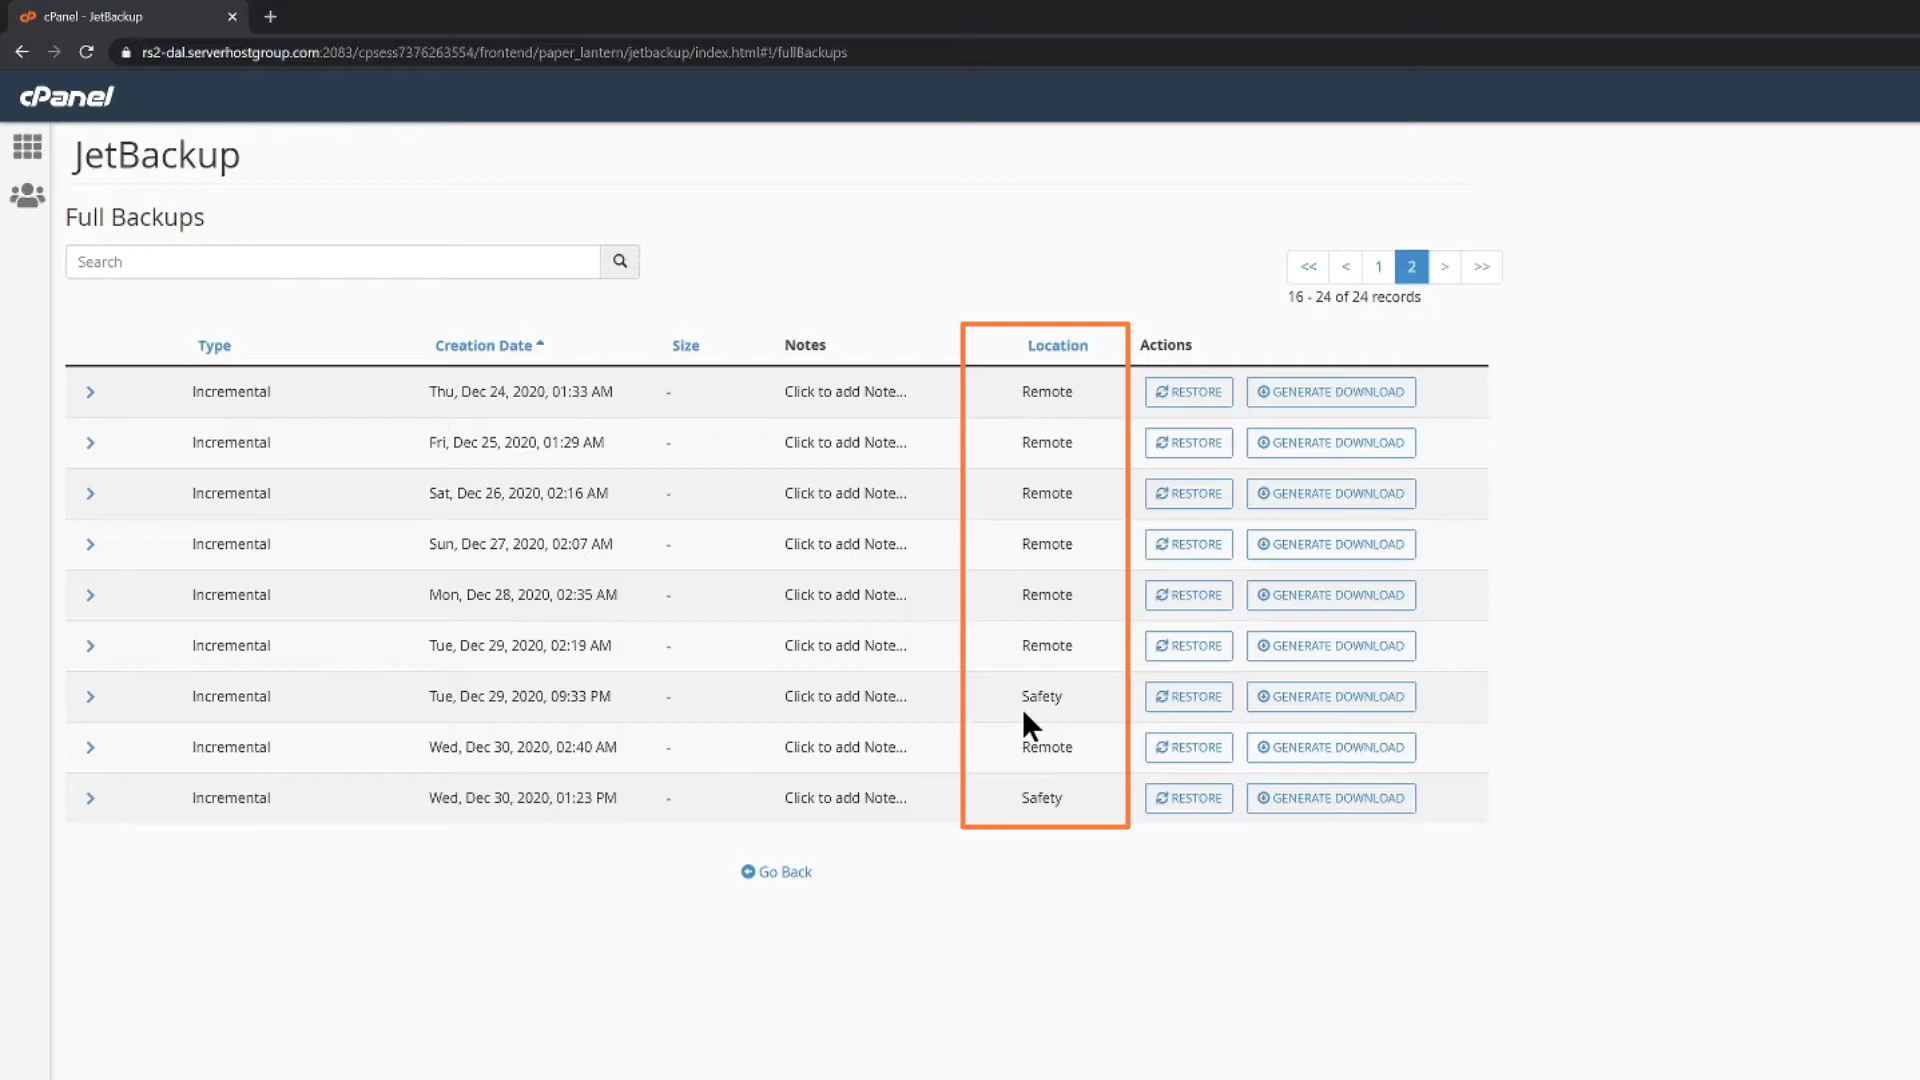 cPanel - JetBackup
rs2-dal.serverhostgroup.com:2083/cpsess7376263554/frontend/paper_lantern/jetbackup/index.html#!/fullBackups
cPanel
JetBackup
Full Backups
Search
<< < 1 2 > >>
16 - 24 of 24 records
Type Creation Date Size Notes Location Actions
Incremental Thu, Dec 24, 2020, 01:33 AM - Click to add Note... Remote RESTORE GENERATE DOWNLOAD
Incremental Fri, Dec 25, 2020, 01:29 AM - Click to add Note... Remote RESTORE GENERATE DOWNLOAD
Incremental Sat, Dec 26, 2020, 02:16 AM - Click to add Note... Remote RESTORE GENERATE DOWNLOAD
Incremental Sun, Dec 27, 2020, 02:07 AM - Click to add Note... Remote RESTORE GENERATE DOWNLOAD
Incremental Mon, Dec 28, 2020, 02:35 AM - Click to add Note... Remote RESTORE GENERATE DOWNLOAD
Incremental Tue, Dec 29, 2020, 02:19 AM - Click to add Note... Remote RESTORE GENERATE DOWNLOAD
Incremental Tue, Dec 29, 2020, 09:33 PM - Click to add Note... Safety RESTORE GENERATE DOWNLOAD
Incremental Wed, Dec 30, 2020, 02:40 AM - Click to add Note... Remote RESTORE GENERATE DOWNLOAD
Incremental Wed, Dec 30, 2020, 01:23 PM - Click to add Note... Safety RESTORE GENERATE DOWNLOAD
Go Back